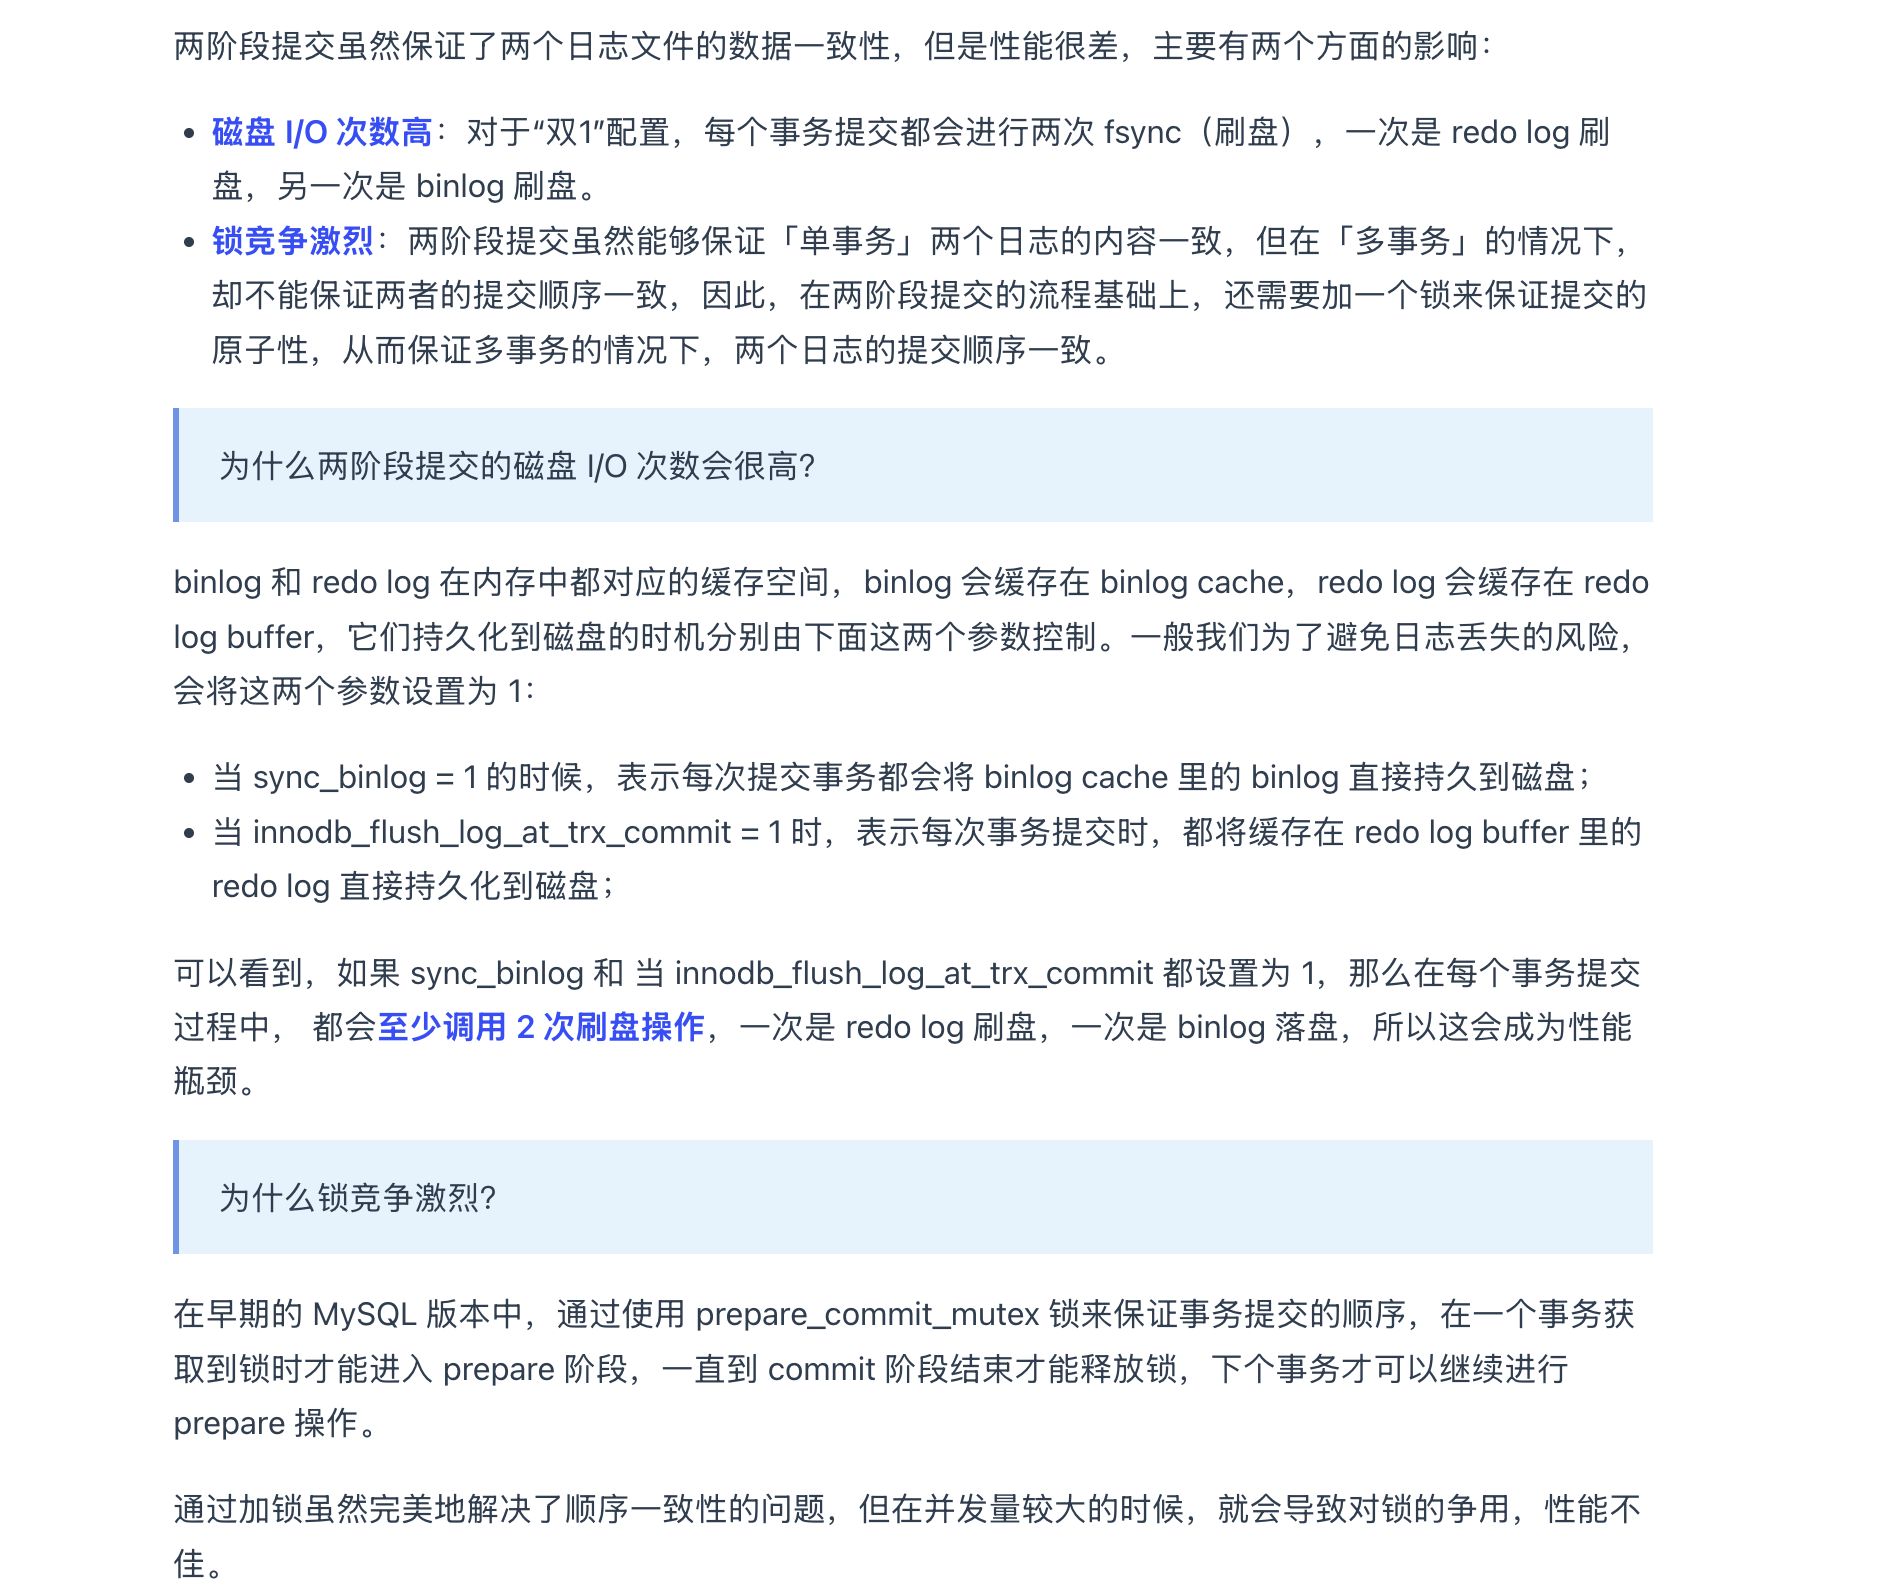 两阶段提交虽然保证了两个日志文件的数据一致性，但是性能很差，主要有两个方面的影响：
• 磁盘 I/O 次数高：对于“双1”配置，每个事务提交都会进行两次 fsync（刷盘），一次是 redo log 刷
盘，另一次是 binlog 刷盘。
• 锁竞争激烈：两阶段提交虽然能够保证「单事务」两个日志的内容一致，但在「多事务」的情况下，
却不能保证两者的提交顺序一致，因此，在两阶段提交的流程基础上，还需要加一个锁来保证提交的
原子性，从而保证多事务的情况下，两个日志的提交顺序一致。
为什么两阶段提交的磁盘 I/O 次数会很高?
binlog 和 redo log 在内存中都对应的缓存空间，binlog 会缓存在 binlog cache，redo log 会缓存在 redo
log buffer，它们持久化到磁盘的时机分别由下面这两个参数控制。一般我们为了避免日志丢失的风险，
会将这两个参数设置为 1：
• 当 sync_binlog = 1 的时候，表示每次提交事务都会将 binlog cache 里的 binlog 直接持久到磁盘；
• 当 innodb_flush_log_at_trx_commit = 1 时，表示每次事务提交时，都将缓存在 redo log buffer 里的
redo log 直接持久化到磁盘；
可以看到，如果 sync_binlog 和 当 innodb_flush_log_at_trx_commit 都设置为 1，那么在每个事务提交
过程中， 都会至少调用 2 次刷盘操作，一次是 redo log 刷盘，一次是 binlog 落盘，所以这会成为性能
瓶颈。
为什么锁竞争激烈?
在早期的 MySQL 版本中，通过使用 prepare_commit_mutex 锁来保证事务提交的顺序，在一个事务获
取到锁时才能进入 prepare 阶段，一直到 commit 阶段结束才能释放锁，下个事务才可以继续进行
prepare 操作。
通过加锁虽然完美地解决了顺序一致性的问题，但在并发量较大的时候，就会导致对锁的争用，性能不
佳。